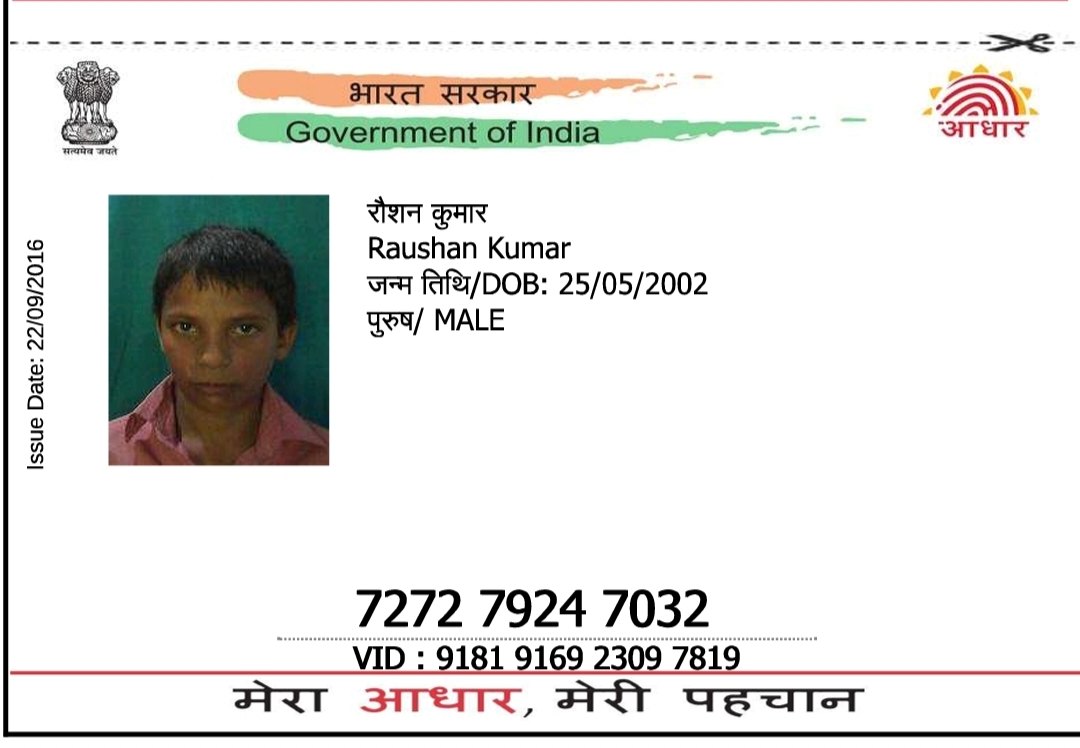 सत्यमेव जयते
भारत सरकार
Government of India
आधार
Issue Date: 22/09/2016
रौशन कुमार
Raushan Kumar
जन्म तिथि/DOB: 25/05/2002
पुरुष/ MALE
7272 7924 7032
VID : 9181 9169 2309 7819
मेरा आधार, मेरी पहचान